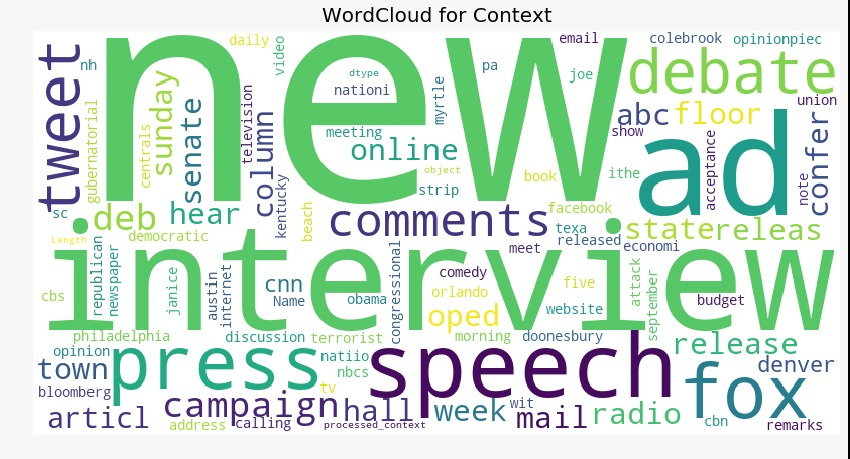 WordCloud for Context
new
interview
ad
speech
press
fox
debate
tweet
comments
campaign
daily
video
email
colebrook
opinionpiec
nh
dtype
nationi
pa
joe
myrtle
abc
floor
union
show
gubernatorial
centrals
sunday
senate
television
column
meeting
online
object
book
ithe
strip
acceptance
note
confer
sc
deb
hear
kentucky
beach
facebook
texa
state
releas
Length
democratic
released
economi
meet
republican
newspaper
janice
austin
internet
cnn
Name
obama
congressional
comedy
orlando
five
attack
september
budget
cbs
oped
website
philadelphia
discussion
terrorist
morning
doonesbury
release
opinion
natiio
nbcs
town
denver
bloomberg
tv
articl
hall
week
wit
mail
radio
cbn
address
calling
processed_context
remarks